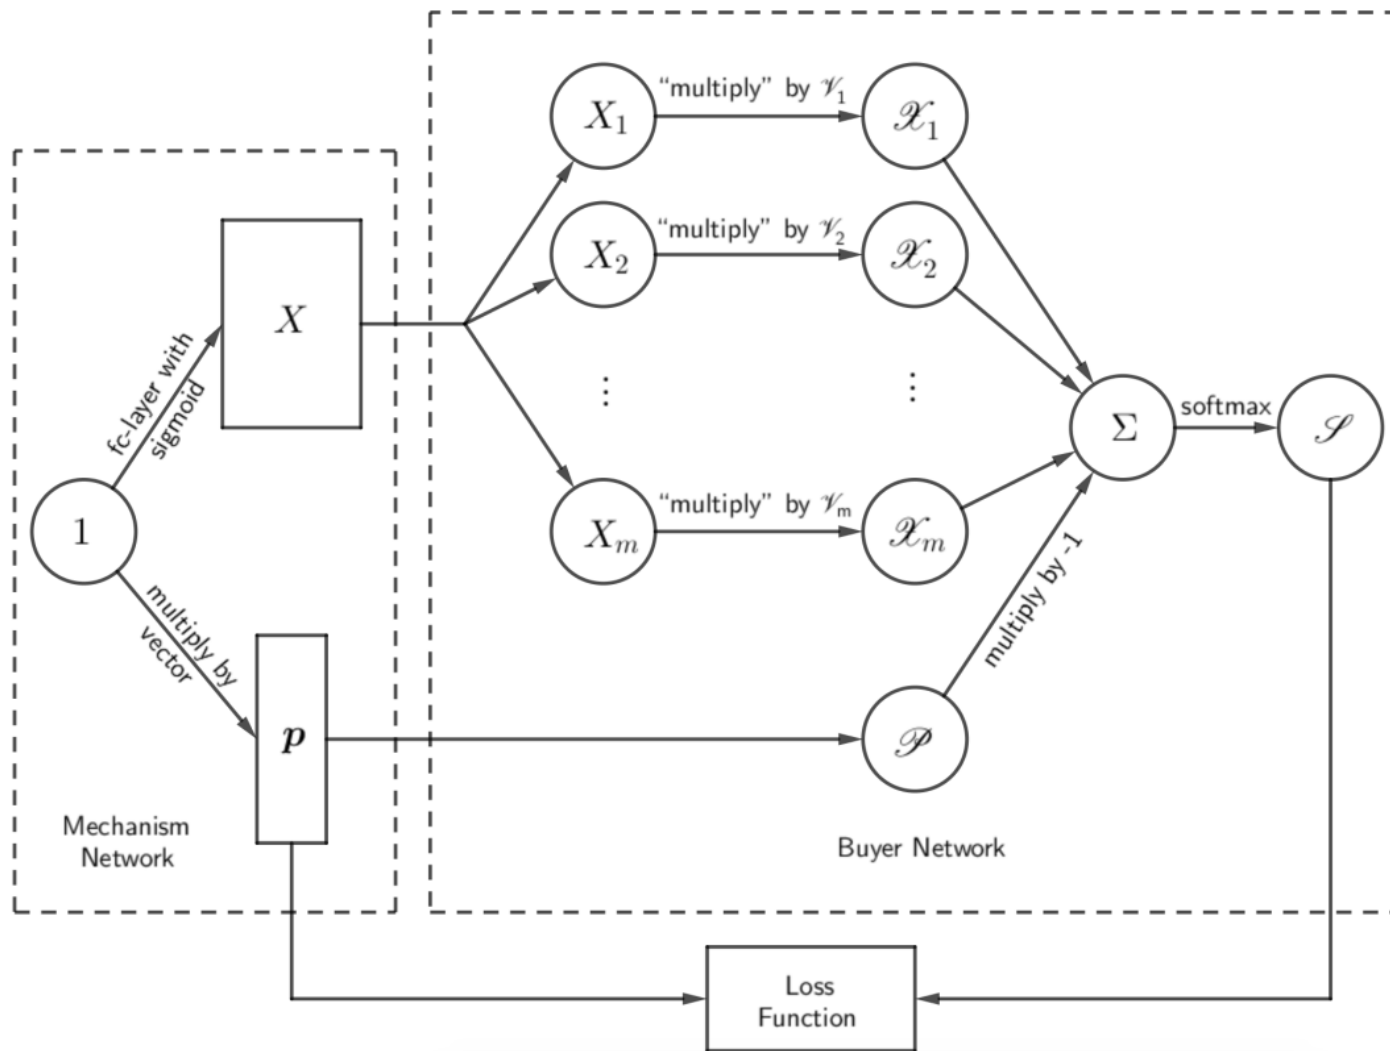 “multiply” by 𝒱₁
X₁
𝒳₁
“multiply” by 𝒱₂
X₂
𝒳₂
X
fc-layer with
sigmoid
⋮
⋮
Σ
softmax
𝒮
1
“multiply” by 𝒱ₘ
Xₘ
𝒳ₘ
multiply by -1
multiply by
vector
p
𝒫
Mechanism
Network
Buyer Network
Loss
Function